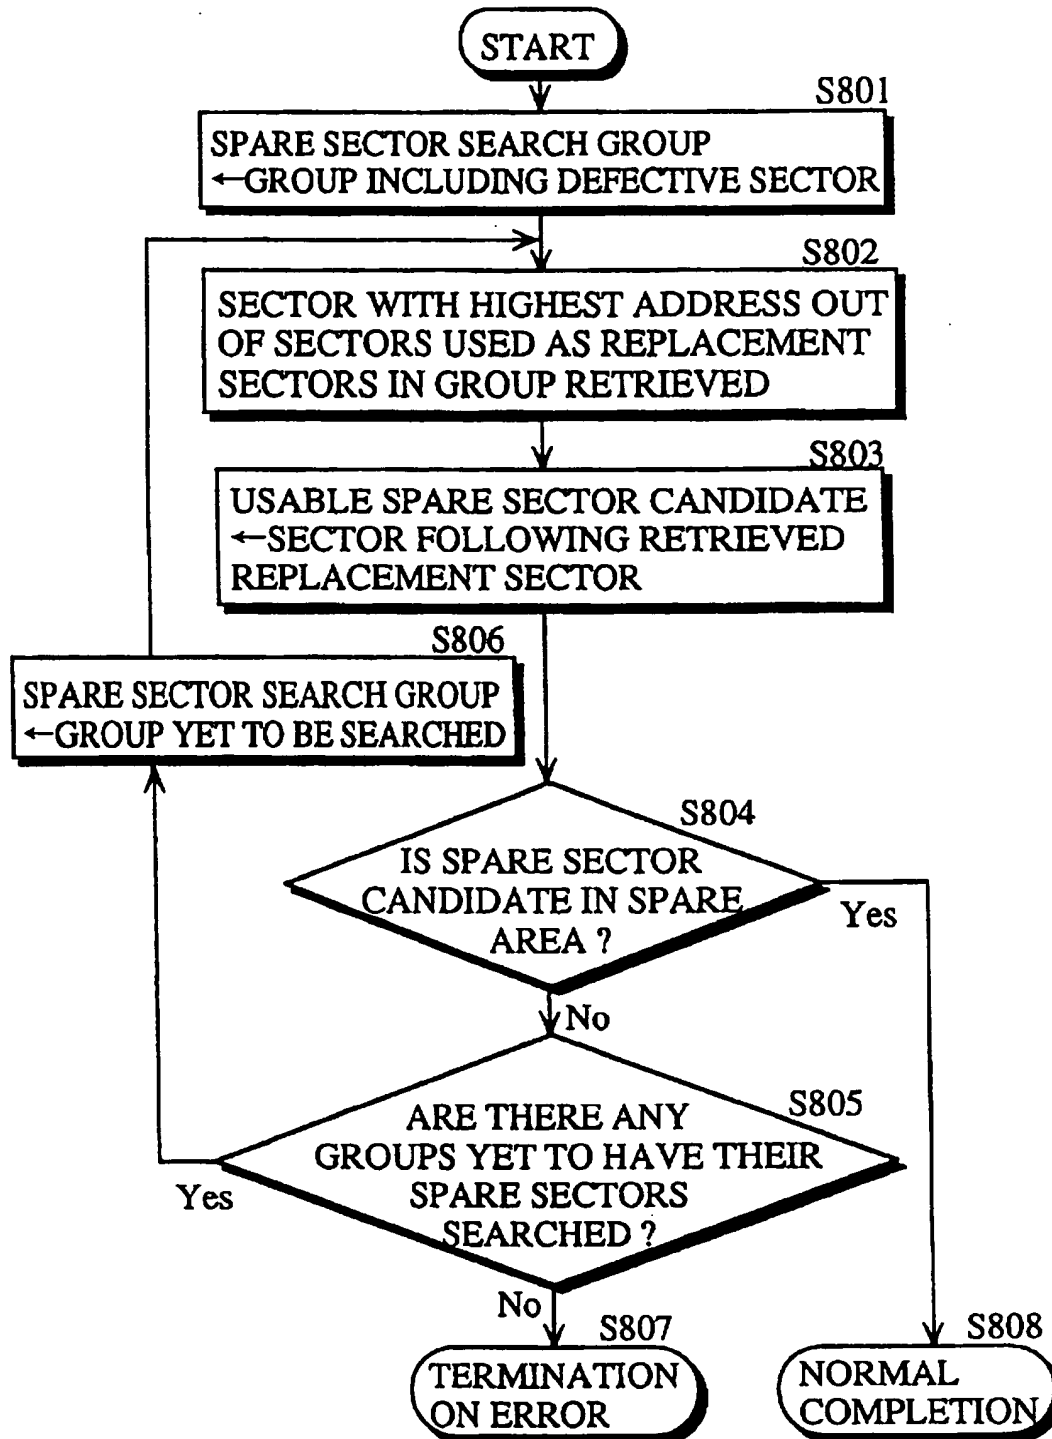 START
S801
SPARE SECTOR SEARCH GROUP
←GROUP INCLUDING DEFECTIVE SECTOR
S802
SECTOR WITH HIGHEST ADDRESS OUT
OF SECTORS USED AS REPLACEMENT
SECTORS IN GROUP RETRIEVED
S803
USABLE SPARE SECTOR CANDIDATE
←SECTOR FOLLOWING RETRIEVED
REPLACEMENT SECTOR
S806
SPARE SECTOR SEARCH GROUP
←GROUP YET TO BE SEARCHED
S804
IS SPARE SECTOR
CANDIDATE IN SPARE
AREA ?
Yes
No
S805
ARE THERE ANY
GROUPS YET TO HAVE THEIR
SPARE SECTORS
SEARCHED ?
Yes
No
S807
TERMINATION
ON ERROR
S808
NORMAL
COMPLETION